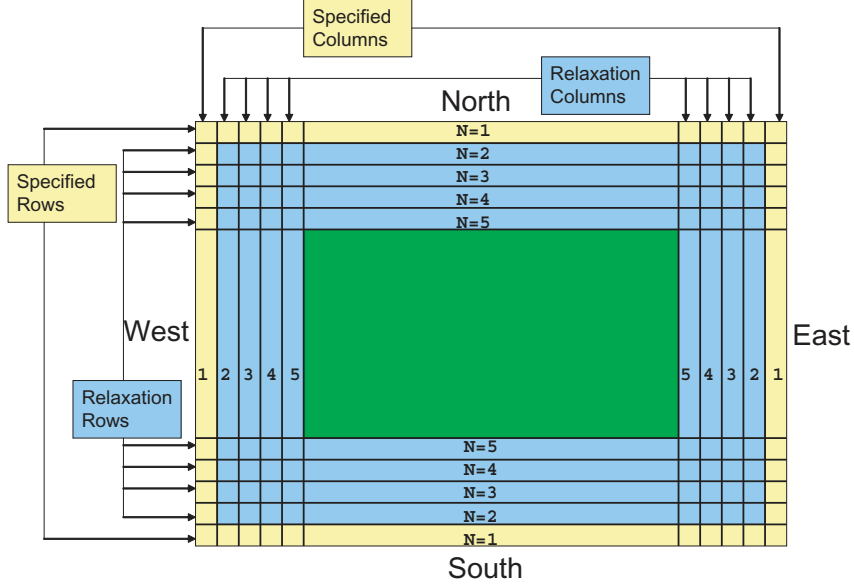 Specified
Columns
Relaxation
Columns
North
N=1
N=2
N=3
N=4
N=5
Specified
Rows
West
East
1 2 3 4 5
5 4 3 2 1
Relaxation
Rows
N=5
N=4
N=3
N=2
N=1
South